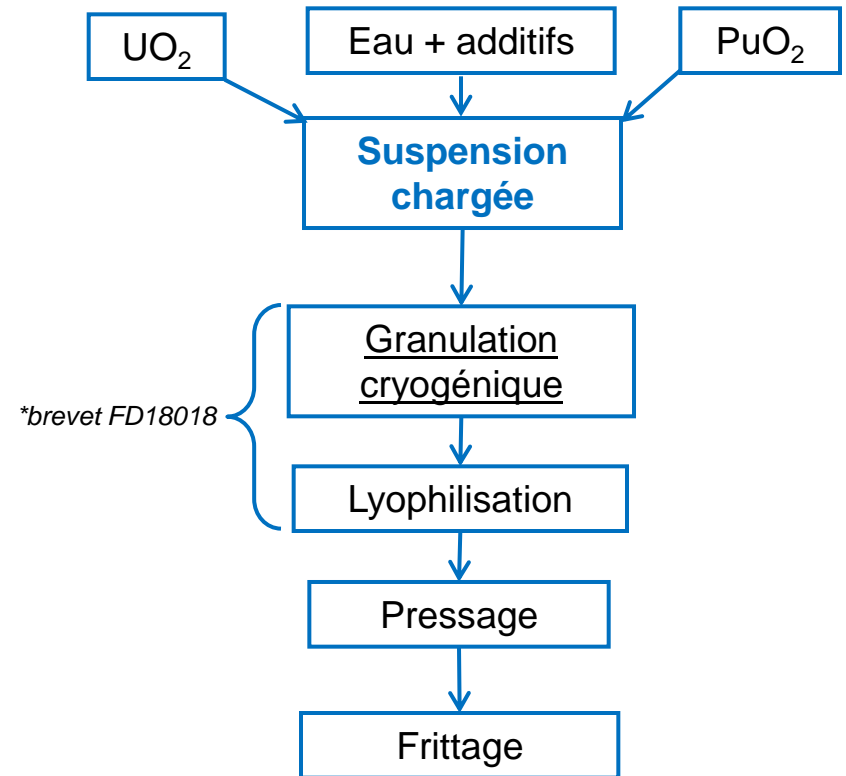 UO₂
Eau + additifs
PuO₂
Suspension
chargée
Granulation
cryogénique
*brevet FD18018
Lyophilisation
Pressage
Frittage